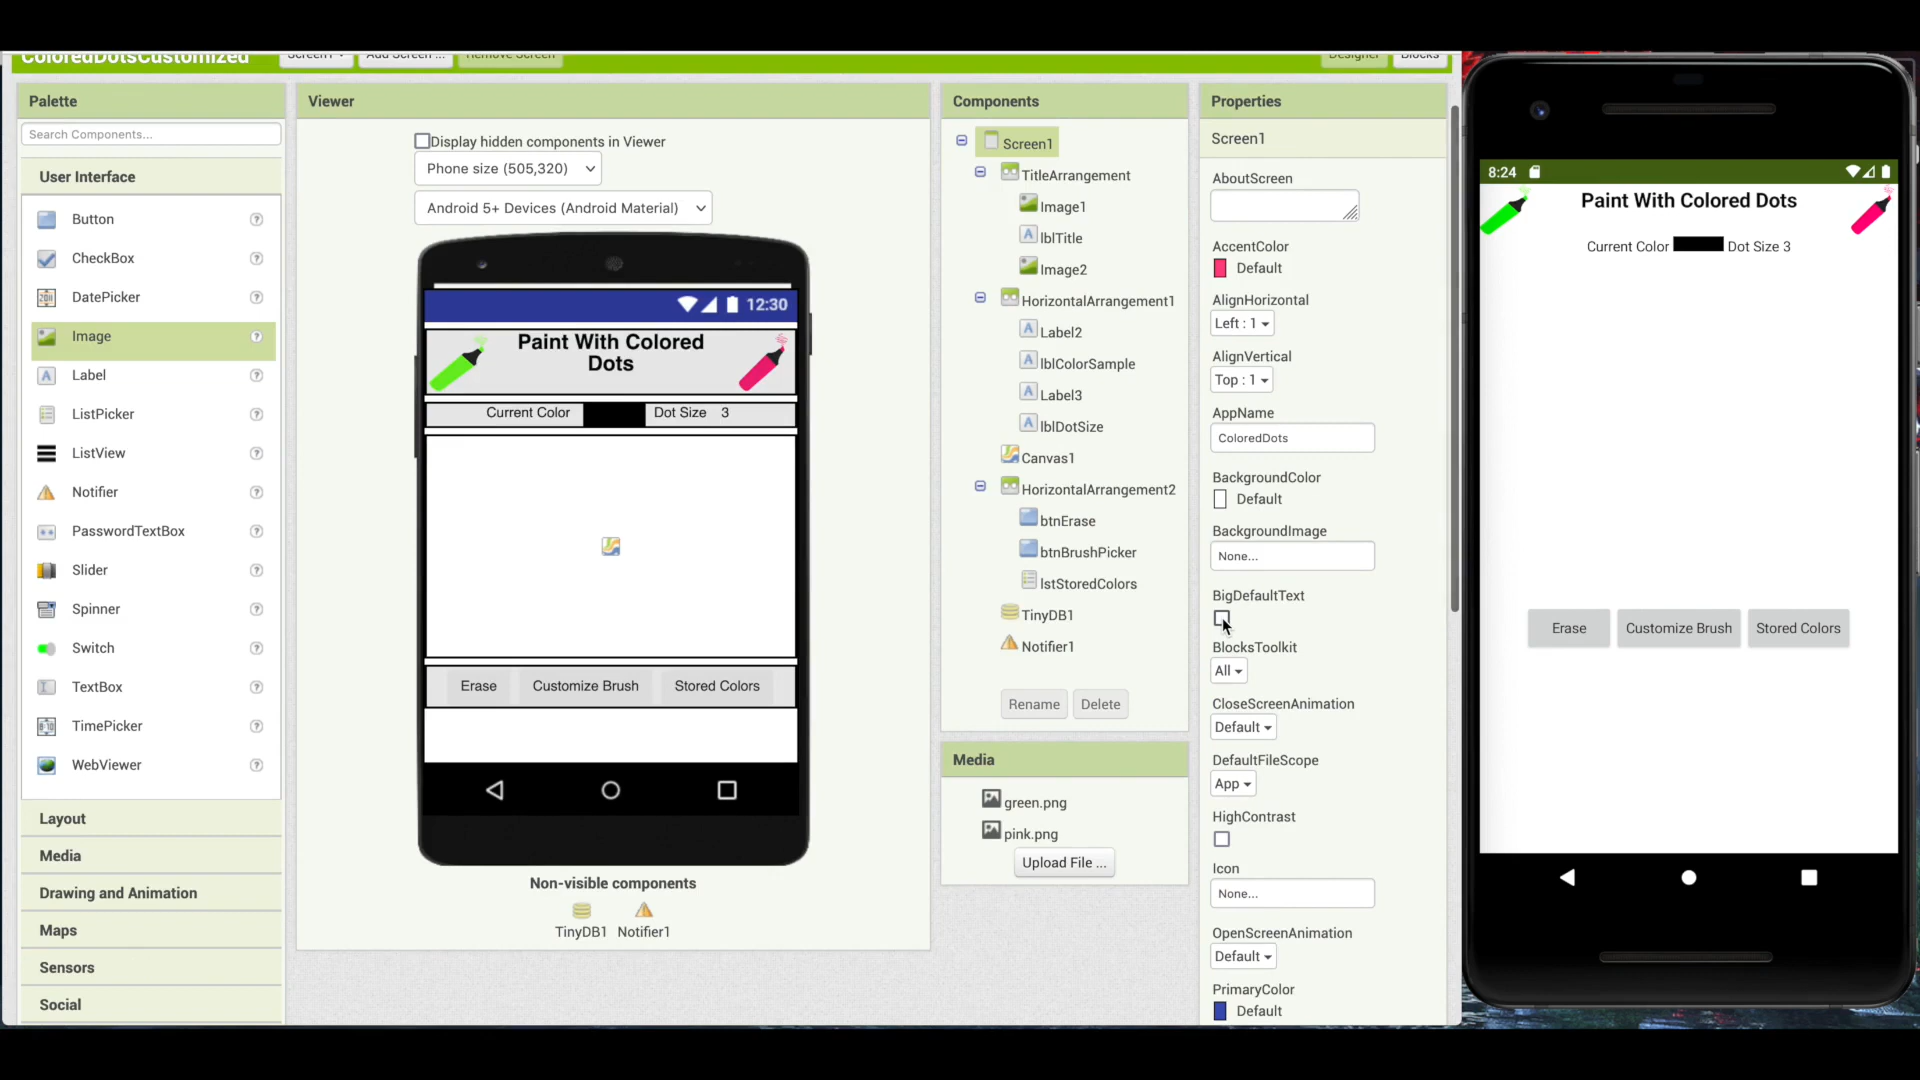 ColoredDotsCustomized
Screen1
Add Screen ...
Remove Screen
Designer
Blocks
Palette
Search Components...
User Interface
Button
?
CheckBox
?
DatePicker
?
Image
?
Label
?
ListPicker
?
ListView
?
Notifier
?
PasswordTextBox
?
Slider
?
Spinner
?
Switch
?
TextBox
?
TimePicker
?
WebViewer
?
Layout
Media
Drawing and Animation
Maps
Sensors
Social
Viewer
Display hidden components in Viewer
Phone size (505,320)
Android 5+ Devices (Android Material)
12:30
Paint With Colored
Dots
Current Color
Dot Size 3
Erase
Customize Brush
Stored Colors
Non-visible components
TinyDB1
Notifier1
Components
Screen1
TitleArrangement
Image1
lblTitle
Image2
HorizontalArrangement1
Label2
lblColorSample
Label3
lblDotSize
Canvas1
HorizontalArrangement2
btnErase
btnBrushPicker
lstStoredColors
TinyDB1
Notifier1
Rename
Delete
Media
green.png
pink.png
Upload File ...
Properties
Screen1
AboutScreen
AccentColor
Default
AlignHorizontal
Left : 1
AlignVertical
Top : 1
AppName
ColoredDots
BackgroundColor
Default
BackgroundImage
None...
BigDefaultText
BlocksToolkit
All
CloseScreenAnimation
Default
DefaultFileScope
App
HighContrast
Icon
None...
OpenScreenAnimation
Default
PrimaryColor
Default
8:24
Paint With Colored Dots
Current Color
Dot Size 3
Erase
Customize Brush
Stored Colors